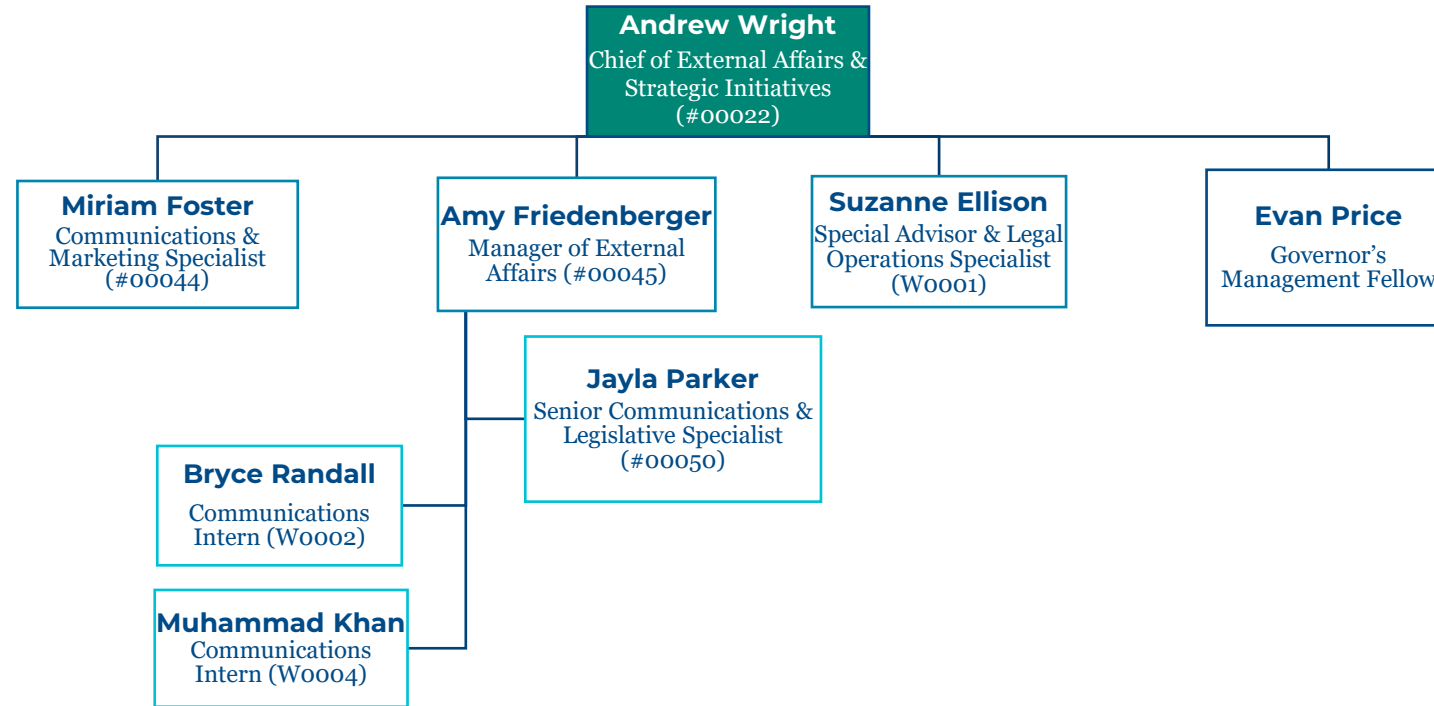 Andrew Wright
Chief of External Affairs &
Strategic Initiatives
(#00022)
Miriam Foster
Communications &
Marketing Specialist
(#00044)
Amy Friedenberger
Manager of External
Affairs (#00045)
Suzanne Ellison
Special Advisor & Legal
Operations Specialist
(W0001)
Evan Price
Governor’s
Management Fellow
Jayla Parker
Senior Communications &
Legislative Specialist
(#00050)
Bryce Randall
Communications
Intern (W0002)
Muhammad Khan
Communications
Intern (W0004)